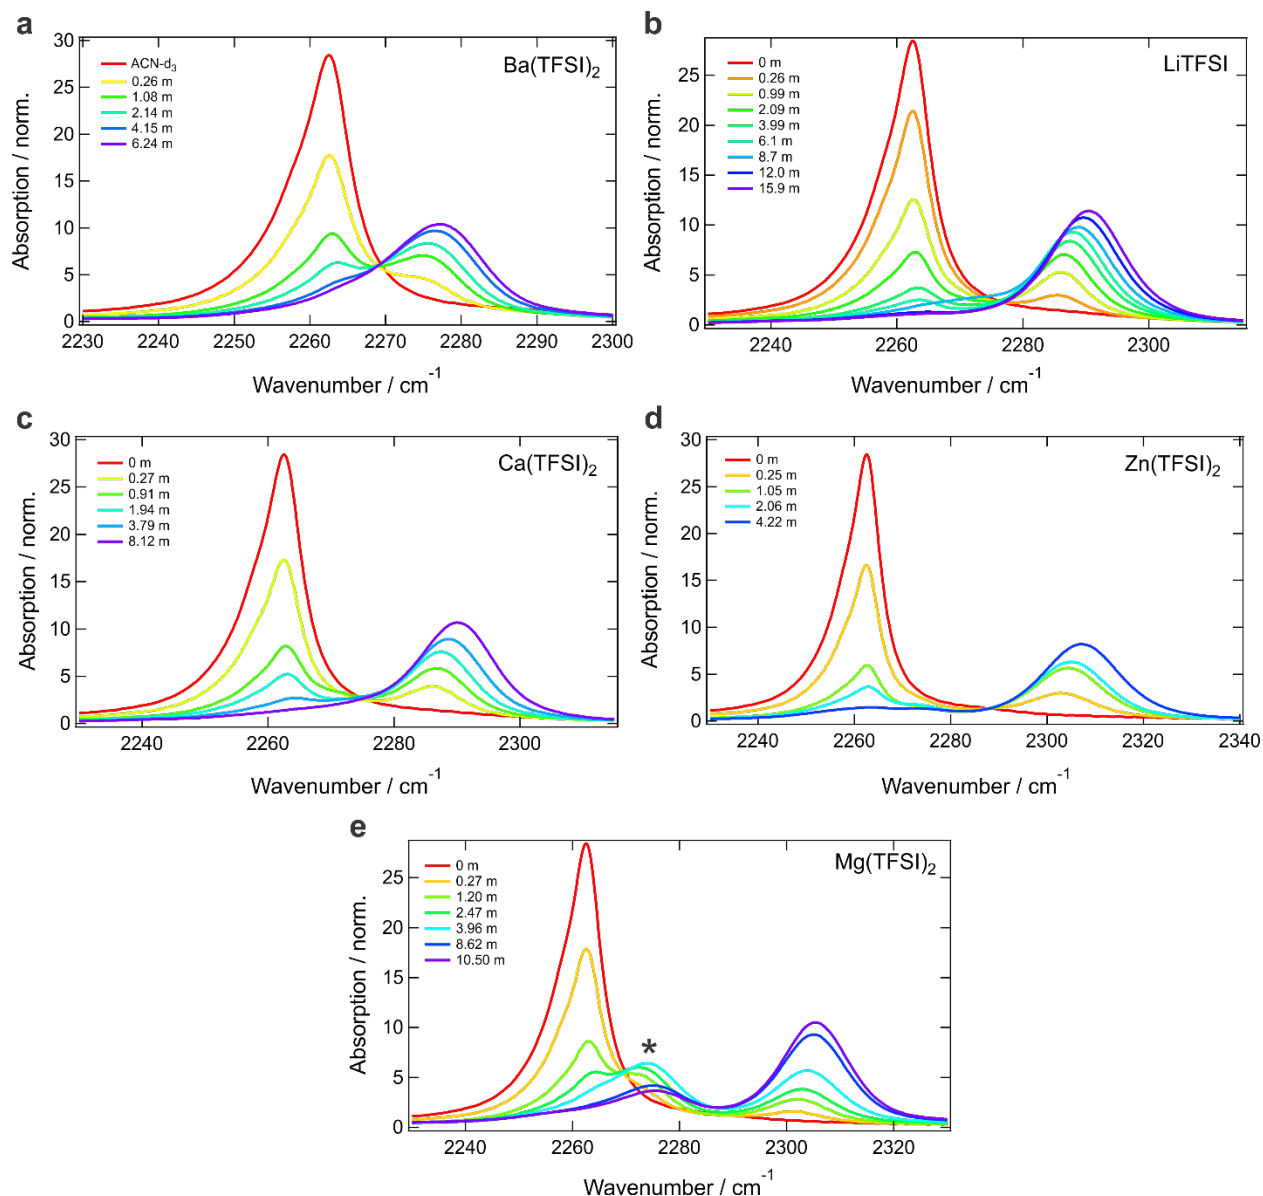 a
Ba(TFSI)2
ACN-d3
0.26 m
1.08 m
2.14 m
4.15 m
6.24 m
30
25
20
15
10
5
0
Absorption / norm.
2230 2240 2250 2260 2270 2280 2290 2300
Wavenumber / cm-1
b
LiTFSI
0 m
0.26 m
0.99 m
2.09 m
3.99 m
6.1 m
8.7 m
12.0 m
15.9 m
25
20
15
10
5
0
Absorption / norm.
2240 2260 2280 2300
Wavenumber / cm-1
c
Ca(TFSI)2
0 m
0.27 m
0.91 m
1.94 m
3.79 m
8.12 m
30
25
20
15
10
5
0
Absorption / norm.
2240 2260 2280 2300
Wavenumber / cm-1
d
Zn(TFSI)2
0 m
0.25 m
1.05 m
2.06 m
4.22 m
30
25
20
15
10
5
0
Absorption / norm.
2240 2260 2280 2300 2320 2340
Wavenumber / cm-1
e
Mg(TFSI)2
0 m
0.27 m
1.20 m
2.47 m
3.96 m
8.62 m
10.50 m
*
25
20
15
10
5
0
Absorption / norm.
2240 2260 2280 2300 2320
Wavenumber / cm-1